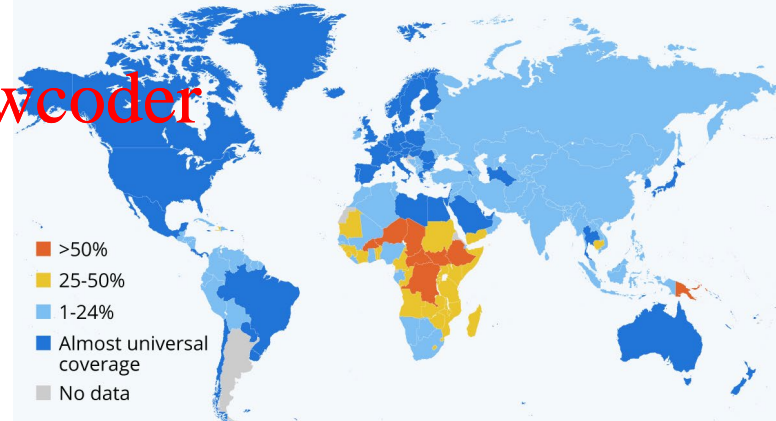 wcoder
>50%
25-50%
1-24%
Almost universal
coverage
No data